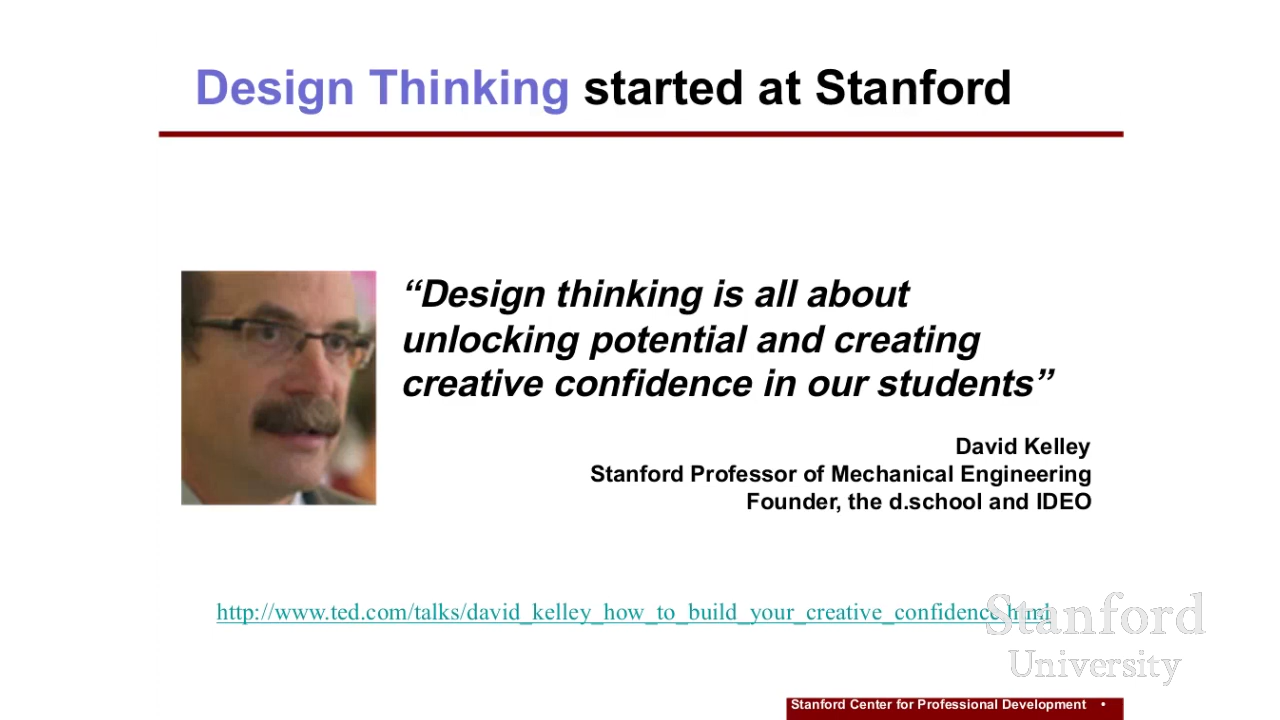 Design Thinking started at Stanford
“Design thinking is all about
unlocking potential and creating
creative confidence in our students”
David Kelley
Stanford Professor of Mechanical Engineering
Founder, the d.school and IDEO
http://www.ted.com/talks/david_kelley_how_to_build_your_creative_confidence.html
Stanford
University
Stanford Center for Professional Development •